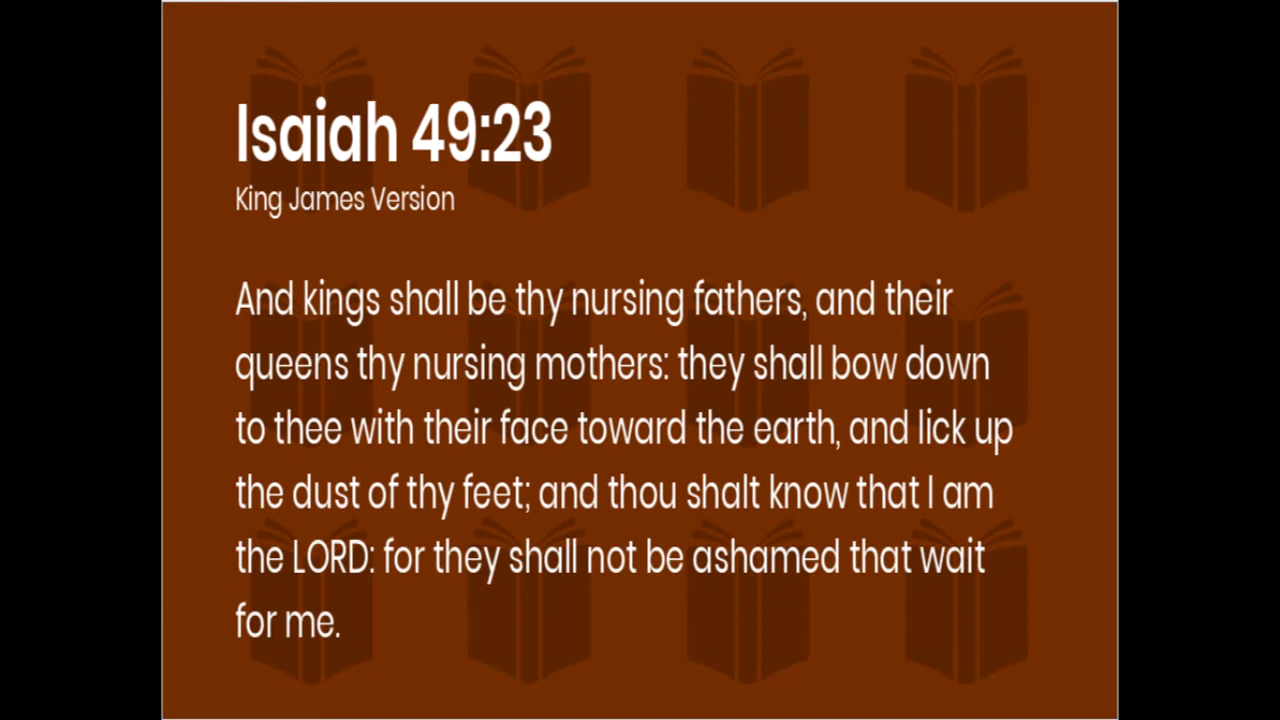 Isaiah 49:23
King James Version
And kings shall be thy nursing fathers, and their
queens thy nursing mothers: they shall bow down
to thee with their face toward the earth, and lick up
the dust of thy feet; and thou shalt know that I am
the LORD: for they shall not be ashamed that wait
for me.